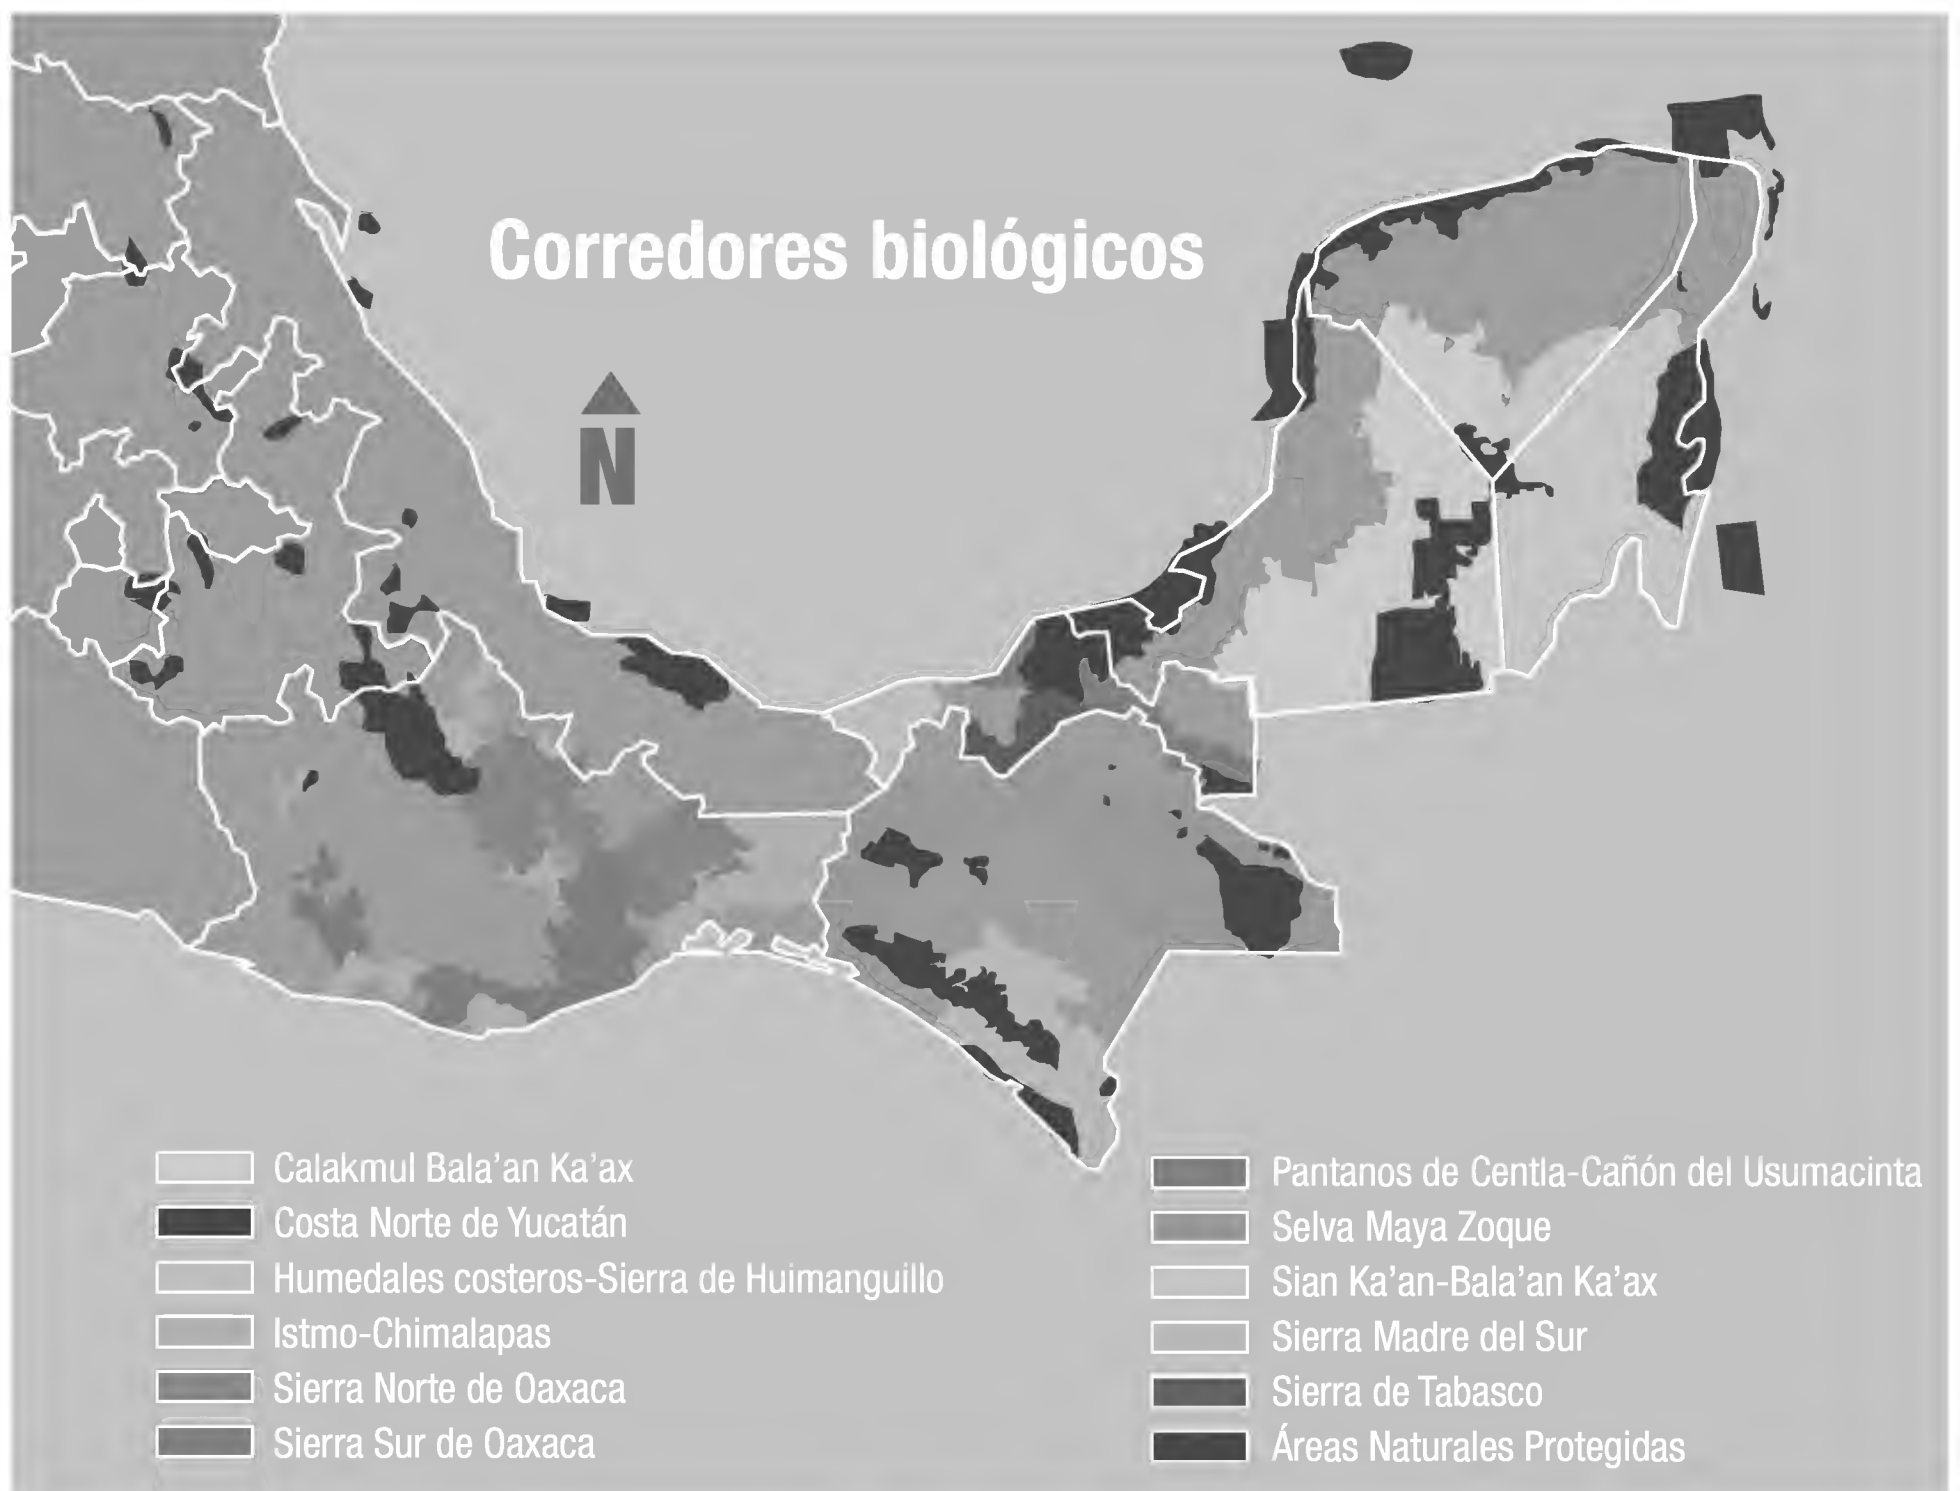 Corredores biológicos
N
Calakmul Bala'an Ka'ax
Costa Norte de Yucatán
Humedales costeros-Sierra de Huimanguillo
Istmo-Chimalapas
Sierra Norte de Oaxaca
Sierra Sur de Oaxaca
Pantanos de Centla-Cañón del Usumacinta
Selva Maya Zoque
Sian Ka'an-Bala'an Ka'ax
Sierra Madre del Sur
Sierra de Tabasco
Áreas Naturales Protegidas